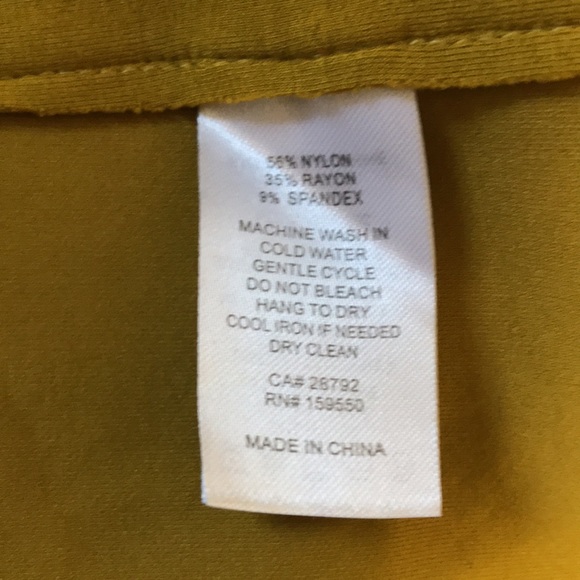 56% NYLON
35% RAYON
9% SPANDEX
MACHINE WASH IN
COLD WATER
GENTLE CYCLE
DO NOT BLEACH
HANG TO DRY
COOL IRON IF NEEDED
DRY CLEAN
CA# 28792
RN# 159550
MADE IN CHINA